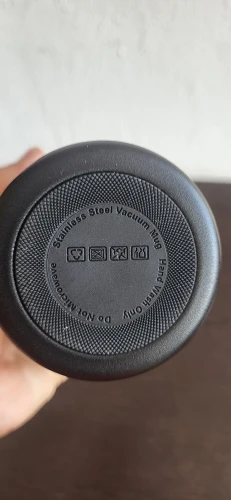 Stainless Steel Vacuum Mug
Hand Wash Only
Do Not Microwave